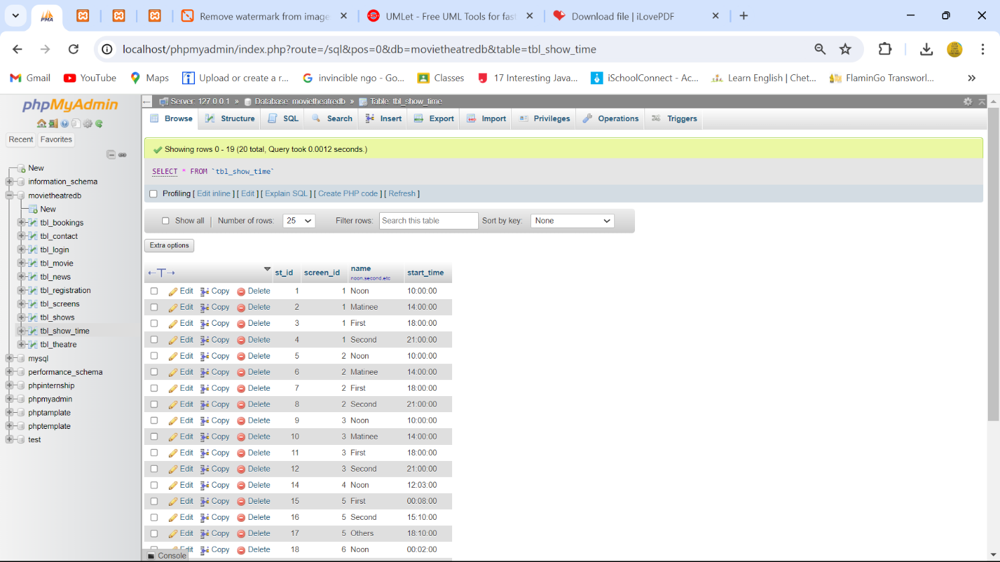 PMA
Remove watermark from image
UMLet - Free UML Tools for fast
Download file | iLovePDF
localhost/phpmyadmin/index.php?route=/sql&pos=0&db=movietheatredb&table=tbl_show_time
Gmail YouTube Maps Upload or create a r... invincible ngo - Go... Classes 17 Interesting Java... iSchoolConnect - Ac... Learn English | Chet... FlaminGo Transworl... »
phpMyAdmin
Recent Favorites
New
information_schema
movietheatredb
New
tbl_bookings
tbl_contact
tbl_login
tbl_movie
tbl_news
tbl_registration
tbl_screens
tbl_shows
tbl_show_time
tbl_theatre
mysql
performance_schema
phpinternship
phpmyadmin
phptamplate
phptemplate
test
Server: 127.0.0.1 » Database: movietheatredb » Table: tbl_show_time
Browse Structure SQL Search Insert Export Import Privileges Operations Triggers
Showing rows 0 - 19 (20 total, Query took 0.0012 seconds.)
SELECT * FROM `tbl_show_time`
Profiling [ Edit inline ] [ Edit ] [ Explain SQL ] [ Create PHP code ] [ Refresh ]
Show all | Number of rows: 25 Filter rows: Search this table Sort by key: None
Extra options
←T→ st_id screen_id name start_time
noon,second,etc
Edit Copy Delete 1 1 Noon 10:00:00
Edit Copy Delete 2 1 Matinee 14:00:00
Edit Copy Delete 3 1 First 18:00:00
Edit Copy Delete 4 1 Second 21:00:00
Edit Copy Delete 5 2 Noon 10:00:00
Edit Copy Delete 6 2 Matinee 14:00:00
Edit Copy Delete 7 2 First 18:00:00
Edit Copy Delete 8 2 Second 21:00:00
Edit Copy Delete 9 3 Noon 10:00:00
Edit Copy Delete 10 3 Matinee 14:00:00
Edit Copy Delete 11 3 First 18:00:00
Edit Copy Delete 12 3 Second 21:00:00
Edit Copy Delete 14 4 Noon 12:03:00
Edit Copy Delete 15 5 First 00:08:00
Edit Copy Delete 16 5 Second 15:10:00
Edit Copy Delete 17 5 Others 18:10:00
Edit Copy Delete 18 6 Noon 00:02:00
Console